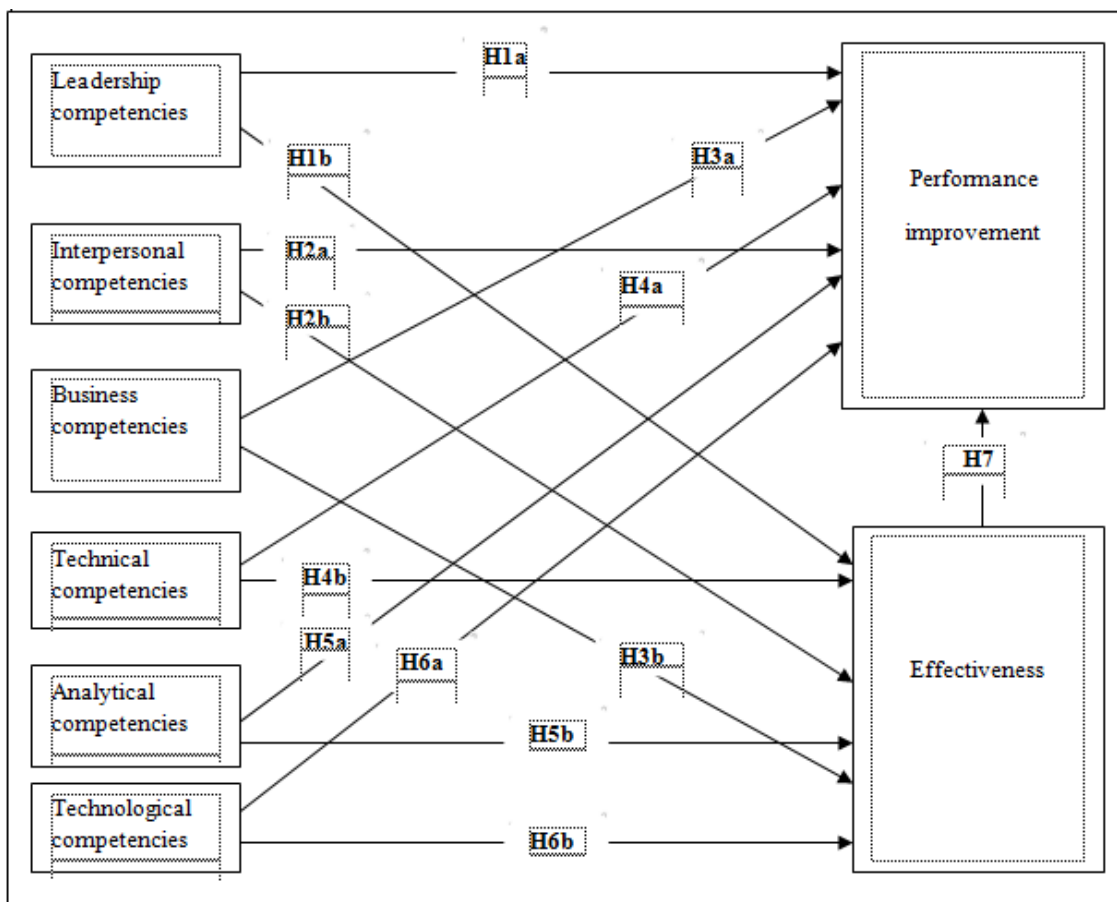 Leadership
competencies
H1a
H1b
H3a
Performance
improvement
Interpersonal
competencies
H2a
H2b
H4a
Business
competencies
H7
Technical
competencies
H4b
H5a
H6a
H3b
Effectiveness
Analytical
competencies
H5b
Technological
competencies
H6b